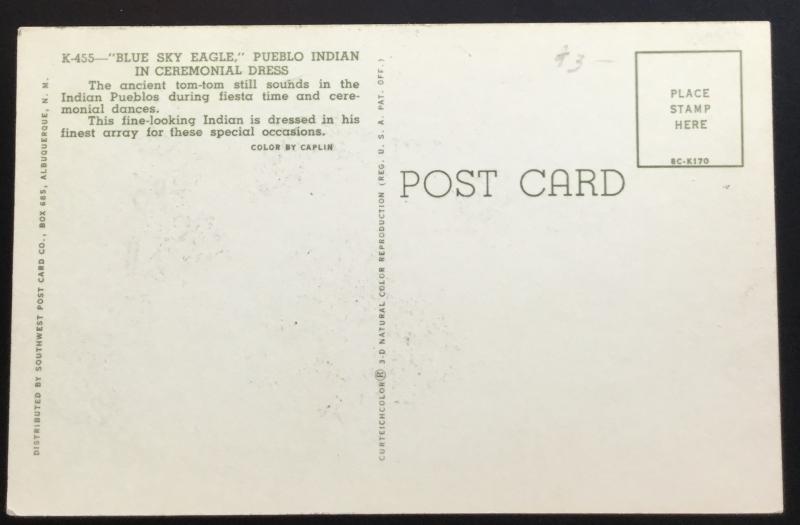 K-455—"BLUE SKY EAGLE," PUEBLO INDIAN
IN CEREMONIAL DRESS
The ancient tom-tom still sounds in the
Indian Pueblos during fiesta time and cere-
monial dances.
This fine-looking Indian is dressed in his
finest array for these special occasions.
COLOR BY CAPLIN
DISTRIBUTED BY SOUTHWEST POST CARD CO., BOX 685, ALBUQUERQUE, N. M.
CURTEICHCOLOR® 3-D NATURAL COLOR REPRODUCTION (REG. U. S. A. PAT. OFF.)
POST CARD
$3—
PLACE
STAMP
HERE
8C-K170